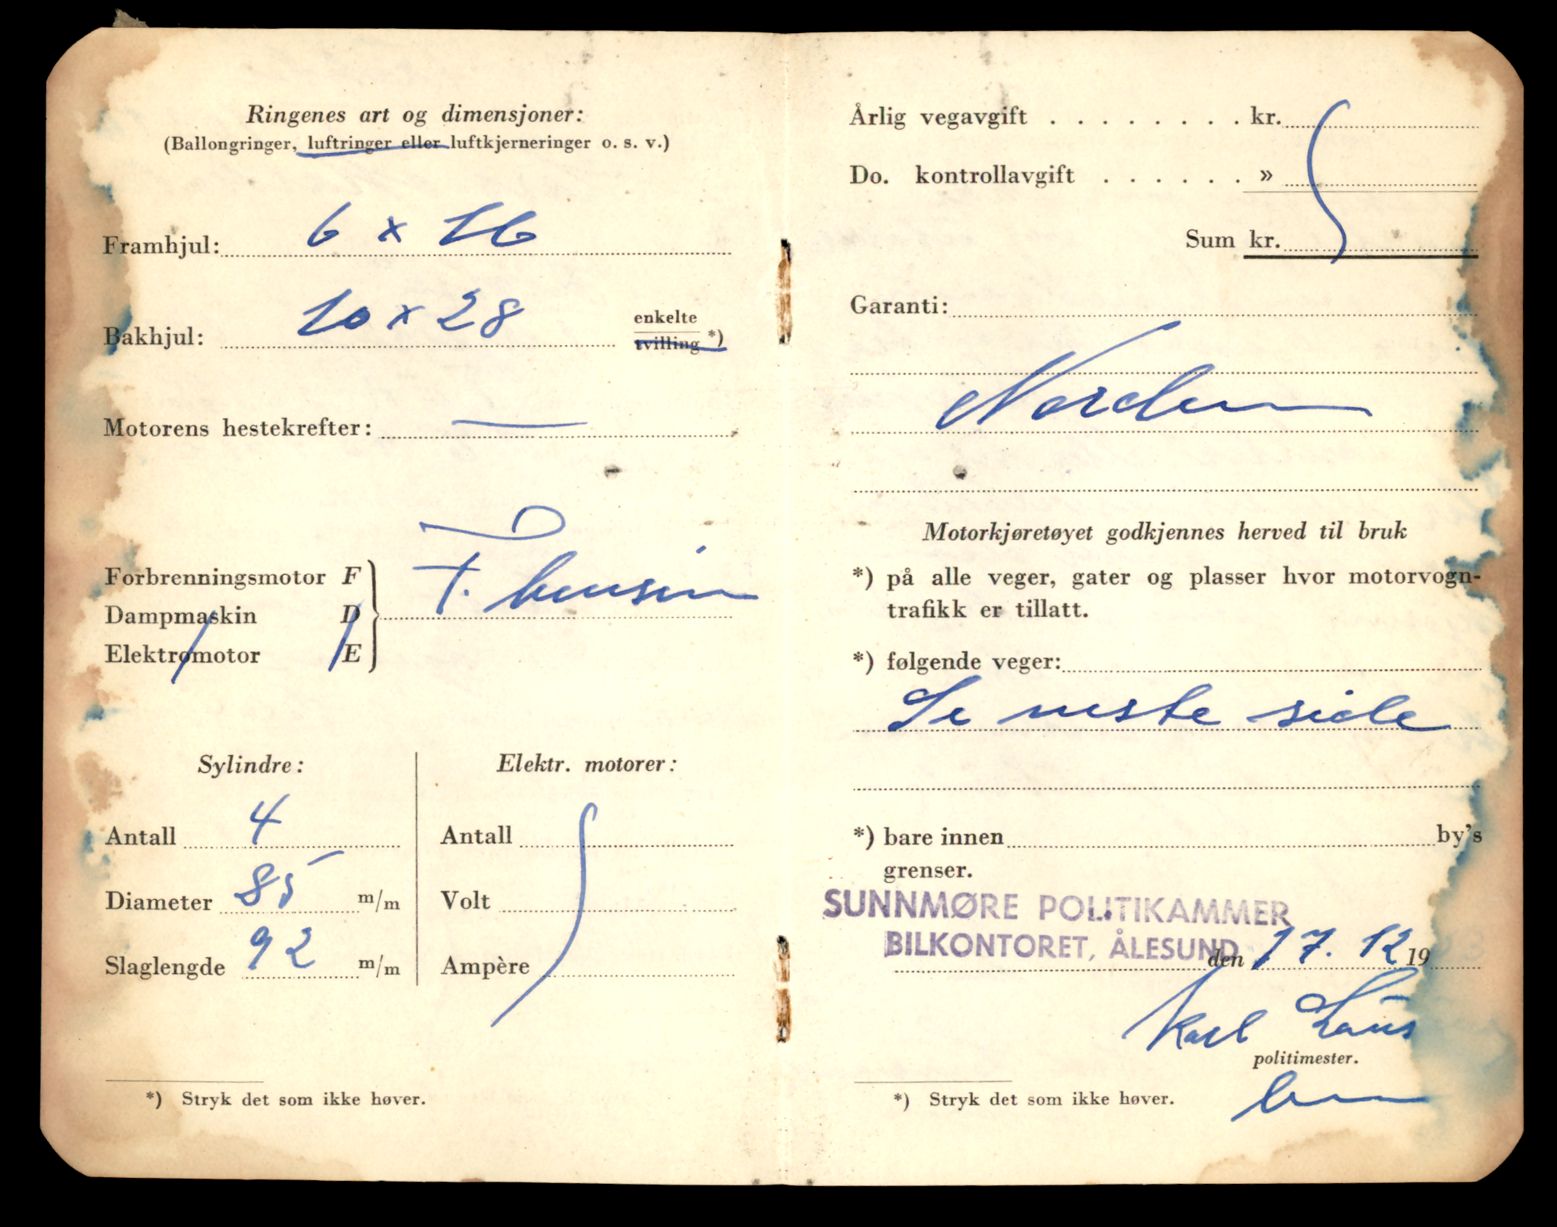 Ringenes art og dimensjoner:
(Ballongringer, luftringer eller luftkjerneringer o. s. v.)
Framhjul: 6 x 16
Bakhjul: 10 x 28 enkelte
tvilling *)
Motorens hestekrefter: —
Forbrenningsmotor F
Dampmaskin D
Elektromotor E
F. bensin
Sylindre:
Antall 4
Diameter 85 m/m
Slaglengde 92 m/m
Elektr. motorer:
Antall
Volt
Ampère
*) Stryk det som ikke høver.
Årlig vegavgift . . . . . . . . kr.
Do. kontrollavgift . . . . . . »
Sum kr.
Garanti:
Norden
Motorkjøretøyet godkjennes herved til bruk
*) på alle veger, gater og plasser hvor motorvogn-
trafikk er tillatt.
*) følgende veger:
Se neste side
*) bare innen by's
grenser.
SUNNMØRE POLITIKAMMER
BILKONTORET, ÅLESUND
den 17. 12 19
Karl
politimester.
*) Stryk det som ikke høver.